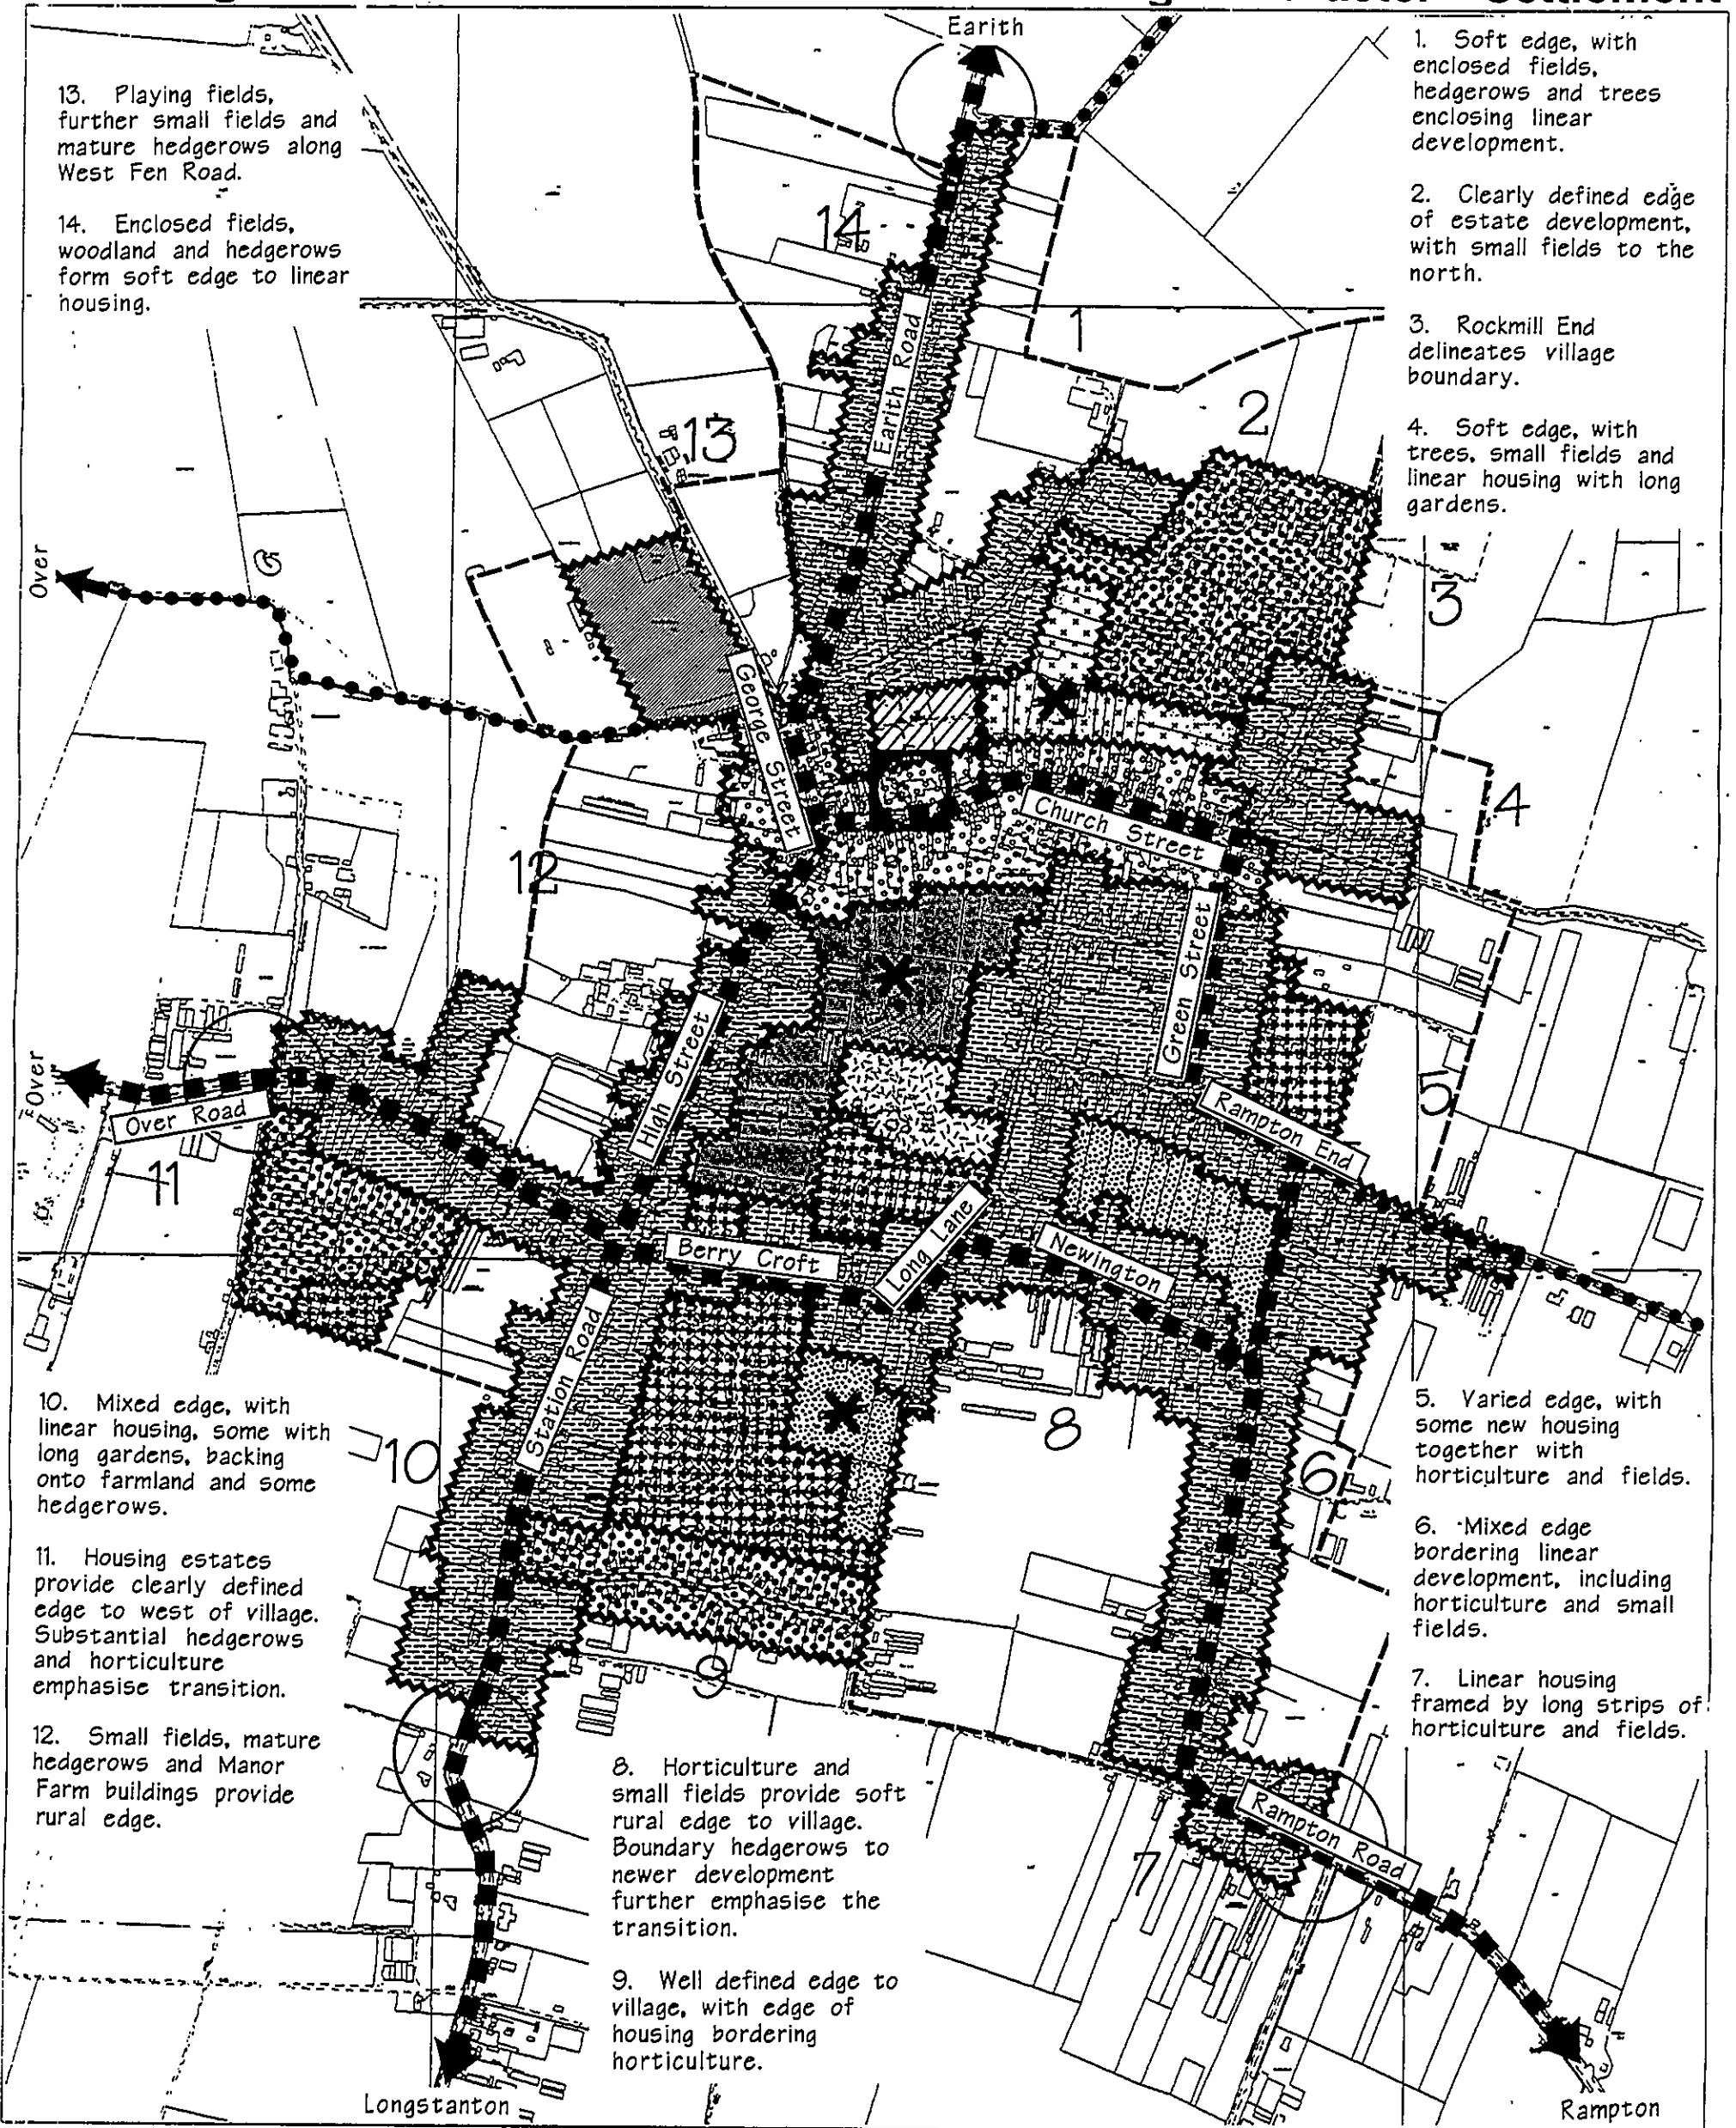 Settlement
Earith
13. Playing fields,
further small fields and
mature hedgerows along
West Fen Road.
14. Enclosed fields,
woodland and hedgerows
form soft edge to linear
housing.
1. Soft edge, with
enclosed fields,
hedgerows and trees
enclosing linear
development.
2. Clearly defined edge
of estate development,
with small fields to the
north.
3. Rockmill End
delineates village
boundary.
4. Soft edge, with
trees, small fields and
linear housing with long
gardens.
14
1
Earith Road
2
13
Over
3
George Street
4
Church Street
12
Green Street
High Street
Over
Over Road
5
Rampton End
11
Long Lane
Berry Croft
Newington
Station Road
10
8
6
9
7
10. Mixed edge, with
linear housing, some with
long gardens, backing
onto farmland and some
hedgerows.
11. Housing estates
provide clearly defined
edge to west of village.
Substantial hedgerows
and horticulture
emphasise transition.
12. Small fields, mature
hedgerows and Manor
Farm buildings provide
rural edge.
5. Varied edge, with
some new housing
together with
horticulture and fields.
6. Mixed edge
bordering linear
development, including
horticulture and small
fields.
7. Linear housing
framed by long strips of
horticulture and fields.
8. Horticulture and
small fields provide soft
rural edge to village.
Boundary hedgerows to
newer development
further emphasise the
transition.
9. Well defined edge to
village, with edge of
housing bordering
horticulture.
Rampton Road
Longstanton
Rampton